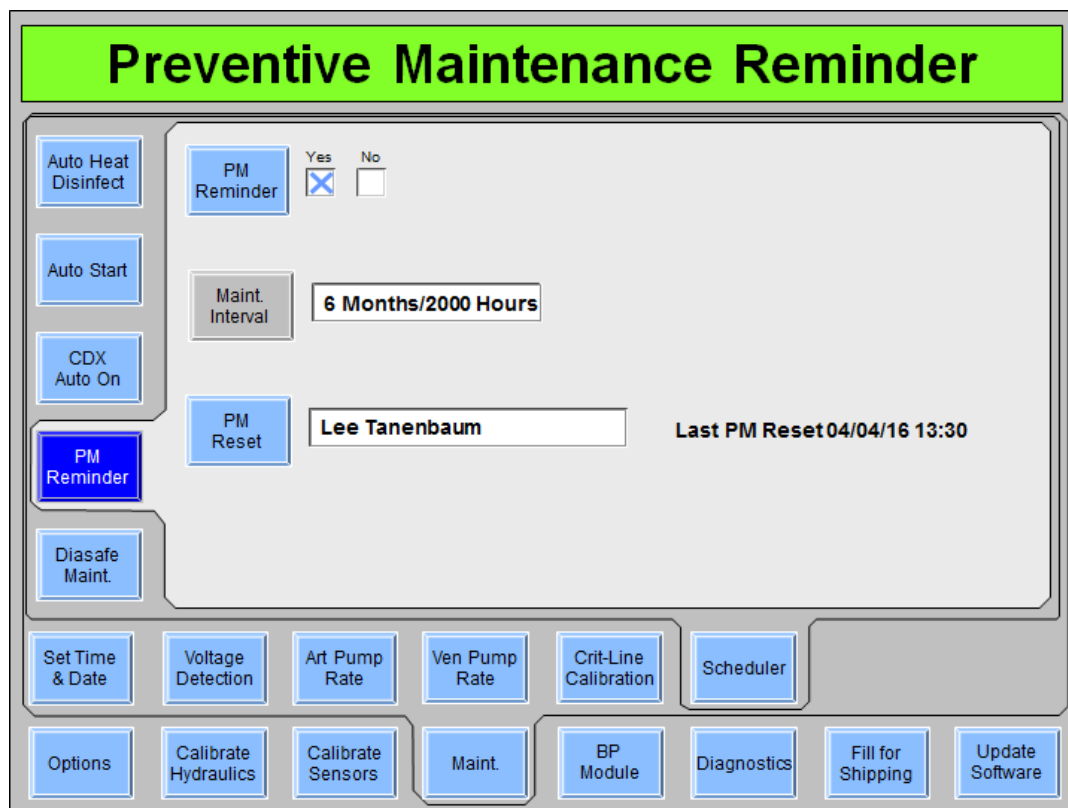 Preventive Maintenance Reminder
Auto Heat
Disinfect
PM
Reminder
Yes No
Auto Start
Maint.
Interval
6 Months/2000 Hours
CDX
Auto On
PM
Reset
Lee Tanenbaum
Last PM Reset 04/04/16 13:30
PM
Reminder
Diasafe
Maint.
Set Time
& Date
Voltage
Detection
Art Pump
Rate
Ven Pump
Rate
Crit-Line
Calibration
Scheduler
Options
Calibrate
Hydraulics
Calibrate
Sensors
Maint.
BP
Module
Diagnostics
Fill for
Shipping
Update
Software